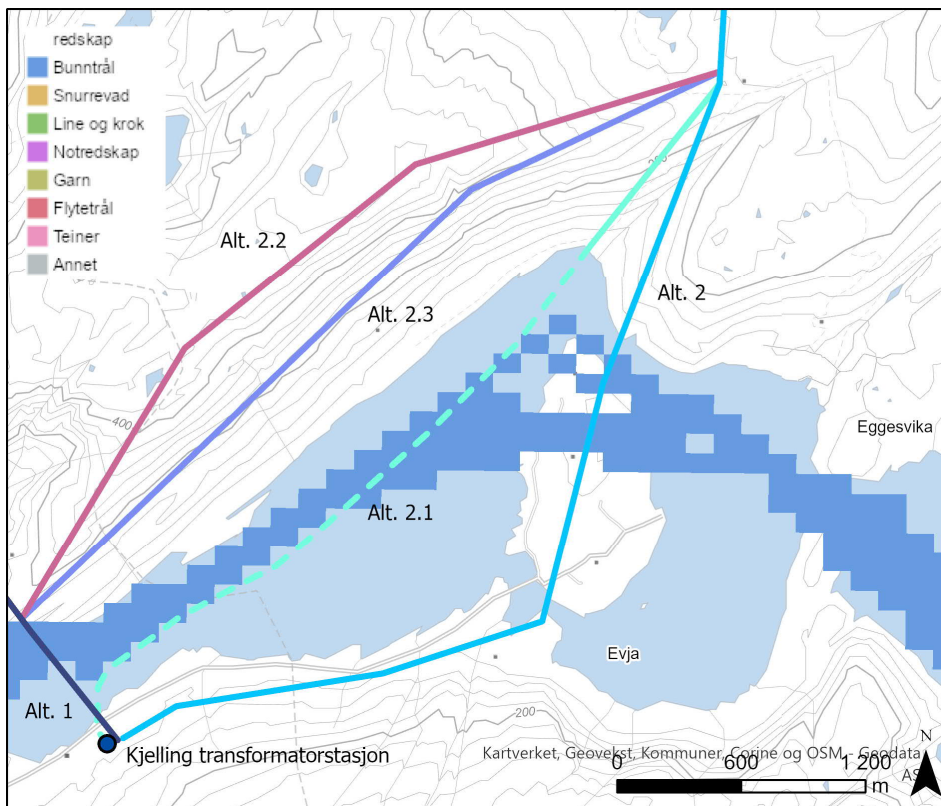 redskap
Bunntrål
Snurrevad
Line og krok
Notredskap
Garn
Flytetrål
Teiner
Annet
200
Alt. 2.2
Alt. 2
Alt. 2.3
400
Eggesvika
Alt. 2.1
Evja
Alt. 1
200
Kjelling transformatorstasjon
N
Kartverket, Geovekst, Kommuner, Corine og OSM - Geodata
AS
0 600 1 200
m